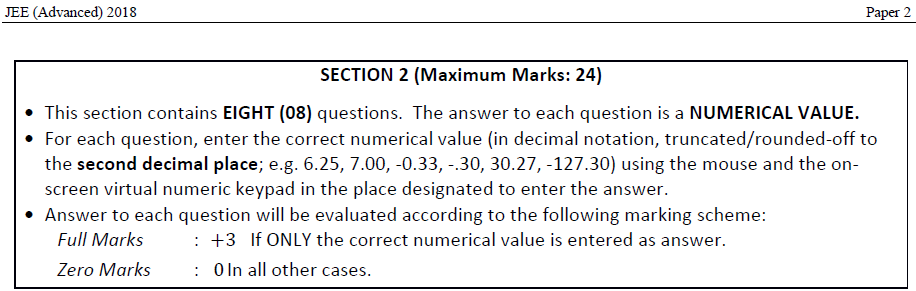 JEE (Advanced) 2018 Paper 2
SECTION 2 (Maximum Marks: 24)
• This section contains EIGHT (08) questions. The answer to each question is a NUMERICAL VALUE.
• For each question, enter the correct numerical value (in decimal notation, truncated/rounded-off to
the second decimal place; e.g. 6.25, 7.00, -0.33, -.30, 30.27, -127.30) using the mouse and the on-
screen virtual numeric keypad in the place designated to enter the answer.
• Answer to each question will be evaluated according to the following marking scheme:
Full Marks : +3 If ONLY the correct numerical value is entered as answer.
Zero Marks : 0 In all other cases.